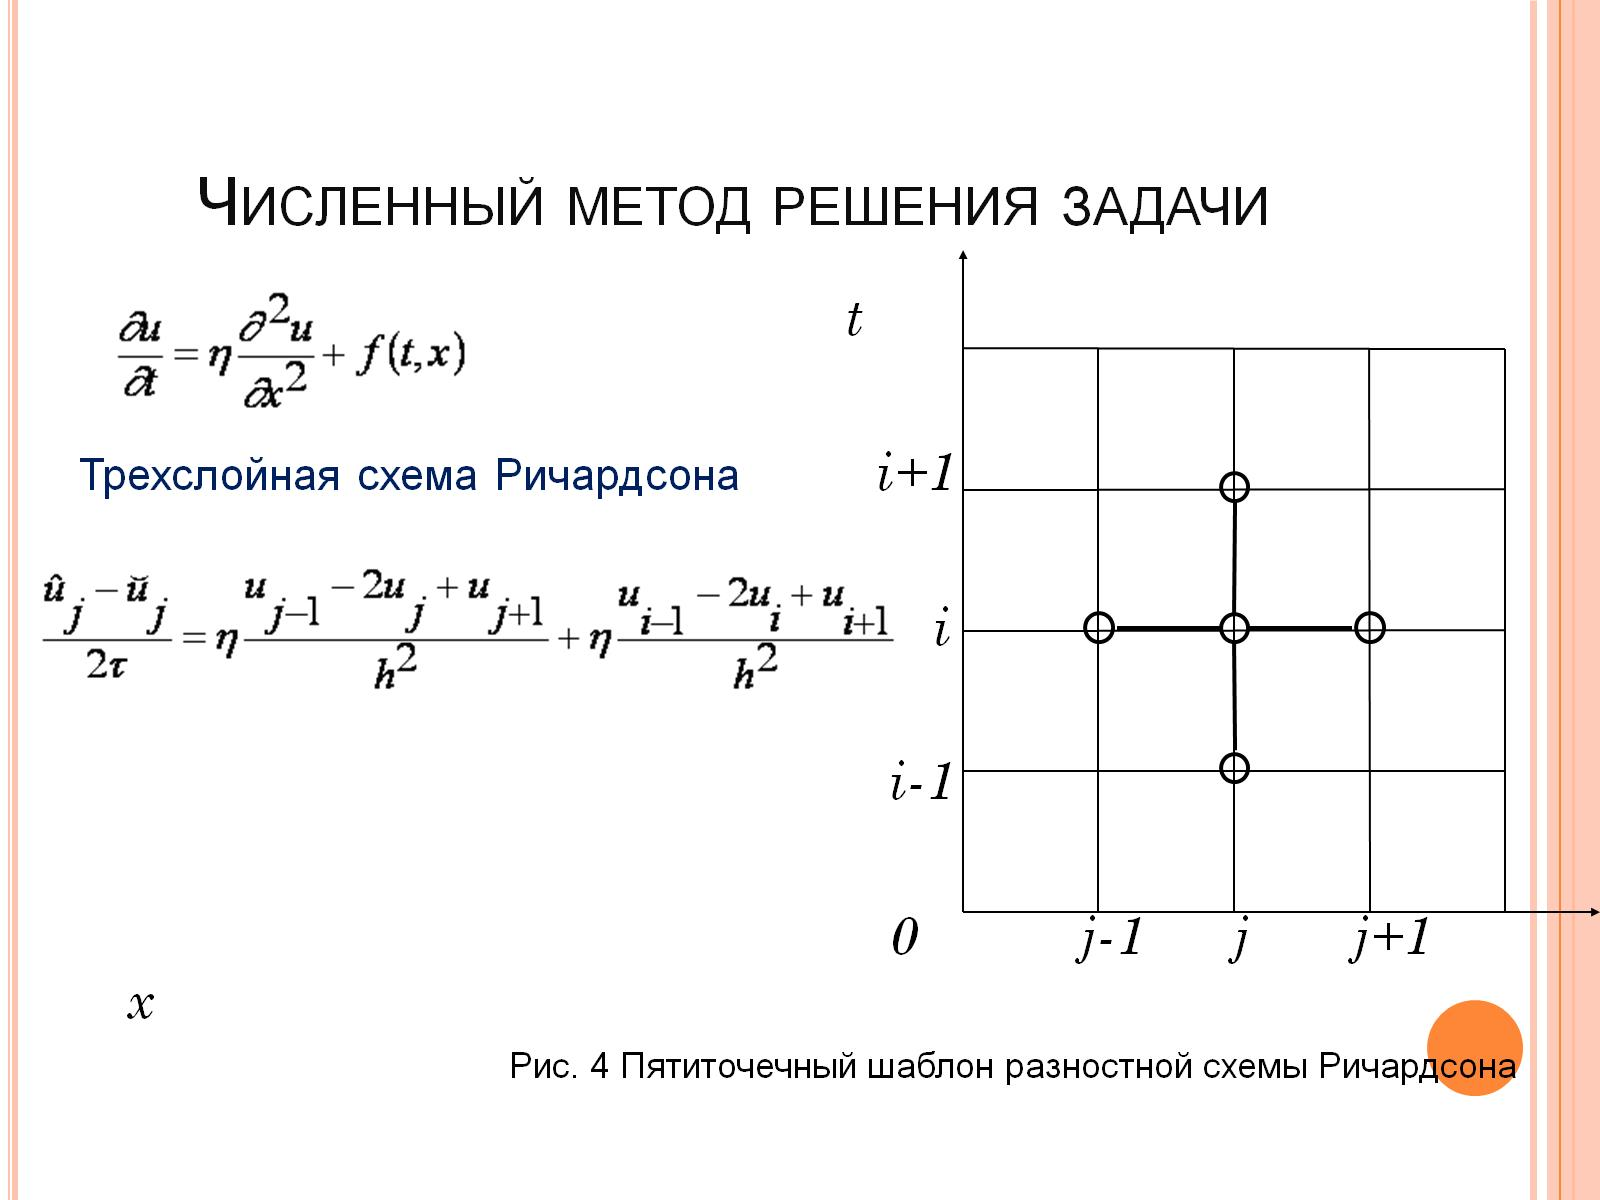 Численный метод решения задачи
∂u/∂t = η ∂²u/∂x² + f(t,x)
t
Трехслойная схема Ричардсона
i+1
(û_j − ŭ_j)/2τ = η (u_{j−1} − 2u_j + u_{j+1})/h² + η (u_{i−1} − 2u_i + u_{i+1})/h²
i
i-1
0 j-1 j j+1
x
Рис. 4 Пятиточечный шаблон разностной схемы Ричардсона